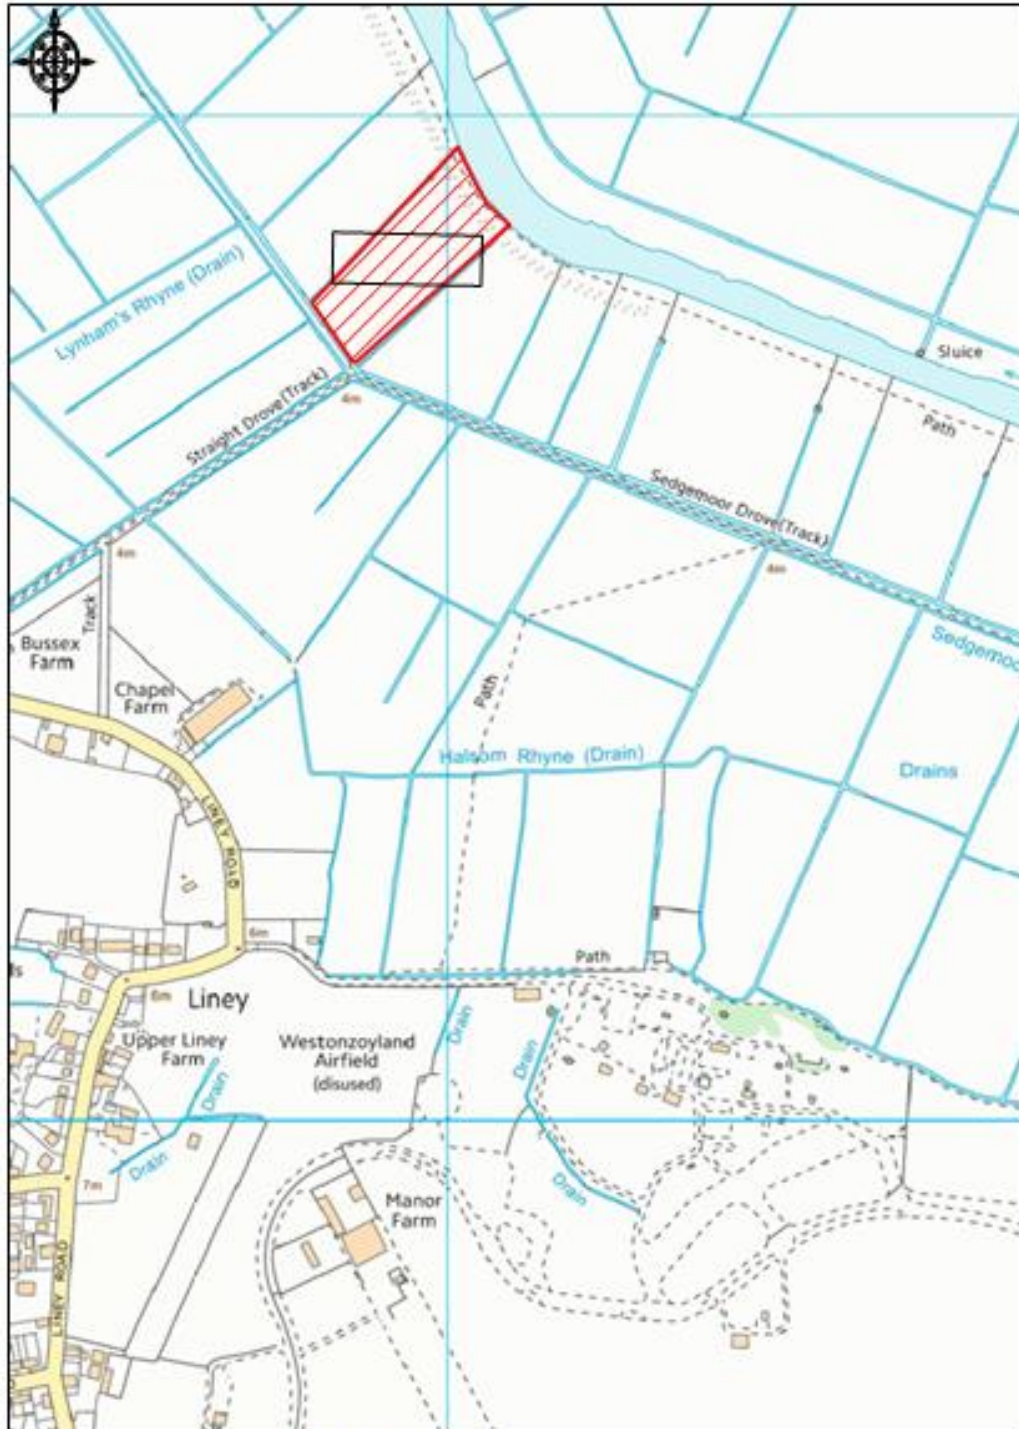 Lynham's Rhyne (Drain)
Sluice
Straight Drove (Track)
4m
Path
Sedgemoor Drove (Track)
4m
4m
Track
Bussex
Farm
Sedgemoo
Chapel
Farm
Path
Halsom Rhyne (Drain)
Drains
LINEY ROAD
6m
Path
ls
6m
Liney
Upper Liney
Farm
Westonzoyland
Airfield
(disused)
Drain
Drain
Drain
Drain
Drain
7m
Manor
Farm
LINEY ROAD